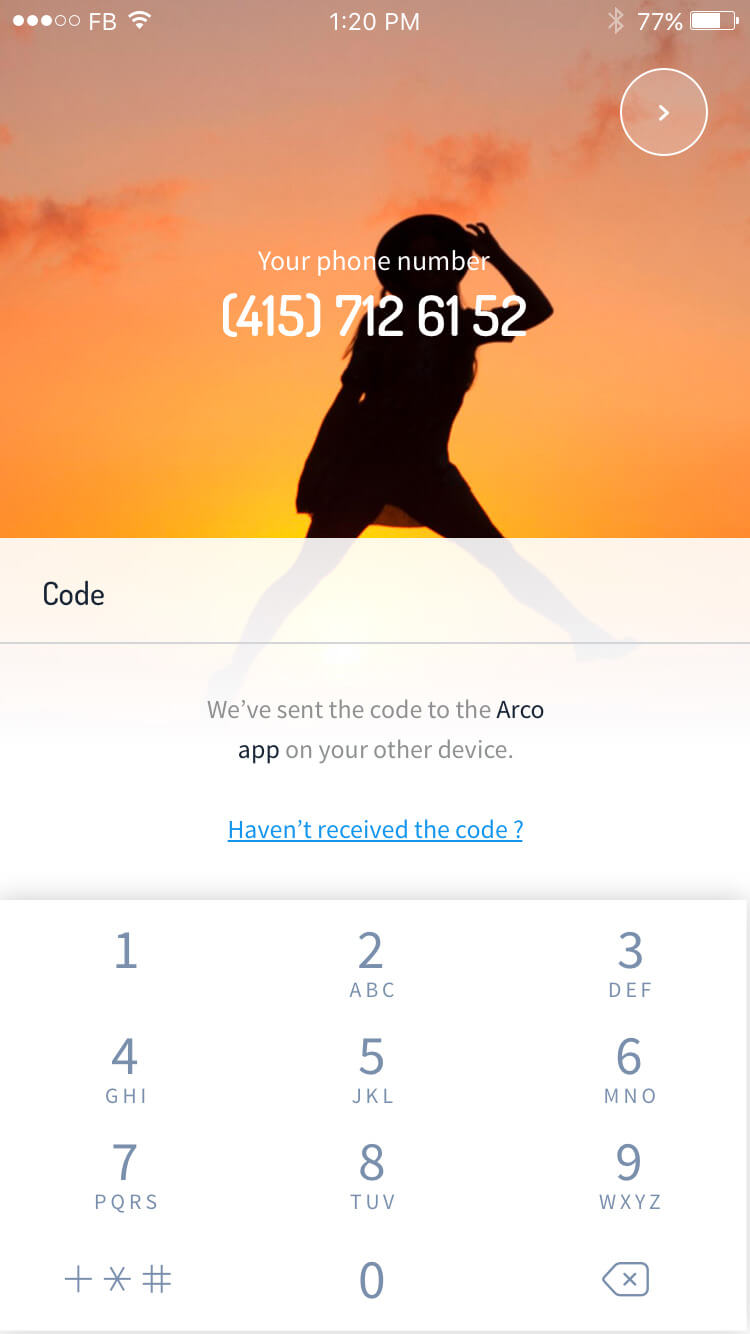 FB 1:20 PM 77%
Your phone number
(415) 712 61 52
Code
We’ve sent the code to the Arco
app on your other device.
Haven’t received the code ?
1 2 3
ABC DEF
4 5 6
GHI JKL MNO
7 8 9
PQRS TUV WXYZ
+ * # 0